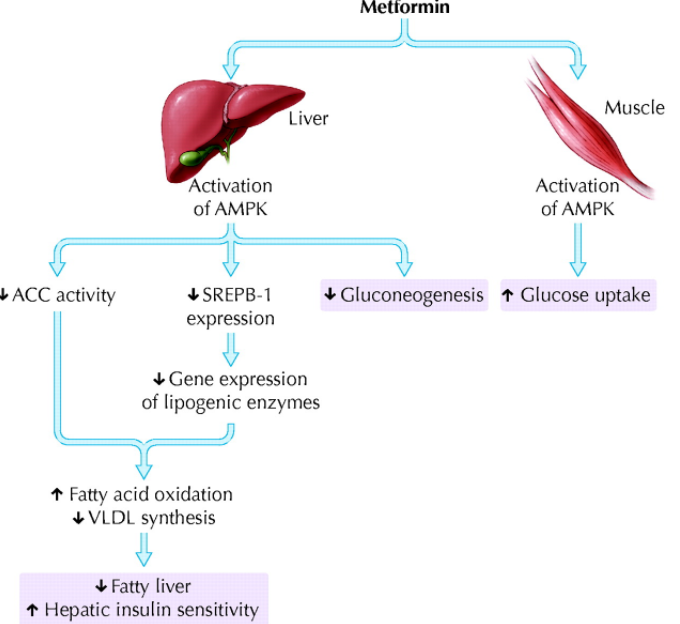 Metformin
Liver
Muscle
Activation
of AMPK
Activation
of AMPK
↓ ACC activity
↓ SREPB-1
expression
↓ Gluconeogenesis
↑ Glucose uptake
↓ Gene expression
of lipogenic enzymes
↑ Fatty acid oxidation
↓ VLDL synthesis
↓ Fatty liver
↑ Hepatic insulin sensitivity